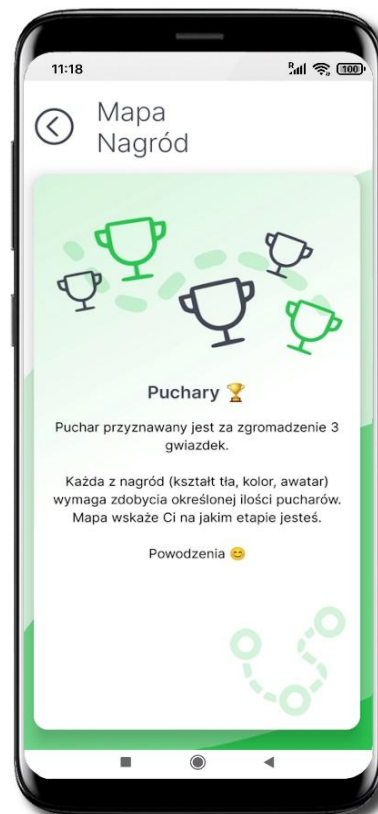 11:18
R
100
Mapa
Nagród
Puchary 🏆
Puchar przyznawany jest za zgromadzenie 3
gwiazdek.
Każda z nagród (kształt tła, kolor, awatar)
wymaga zdobycia określonej ilości pucharów.
Mapa wskaże Ci na jakim etapie jesteś.
Powodzenia 😊